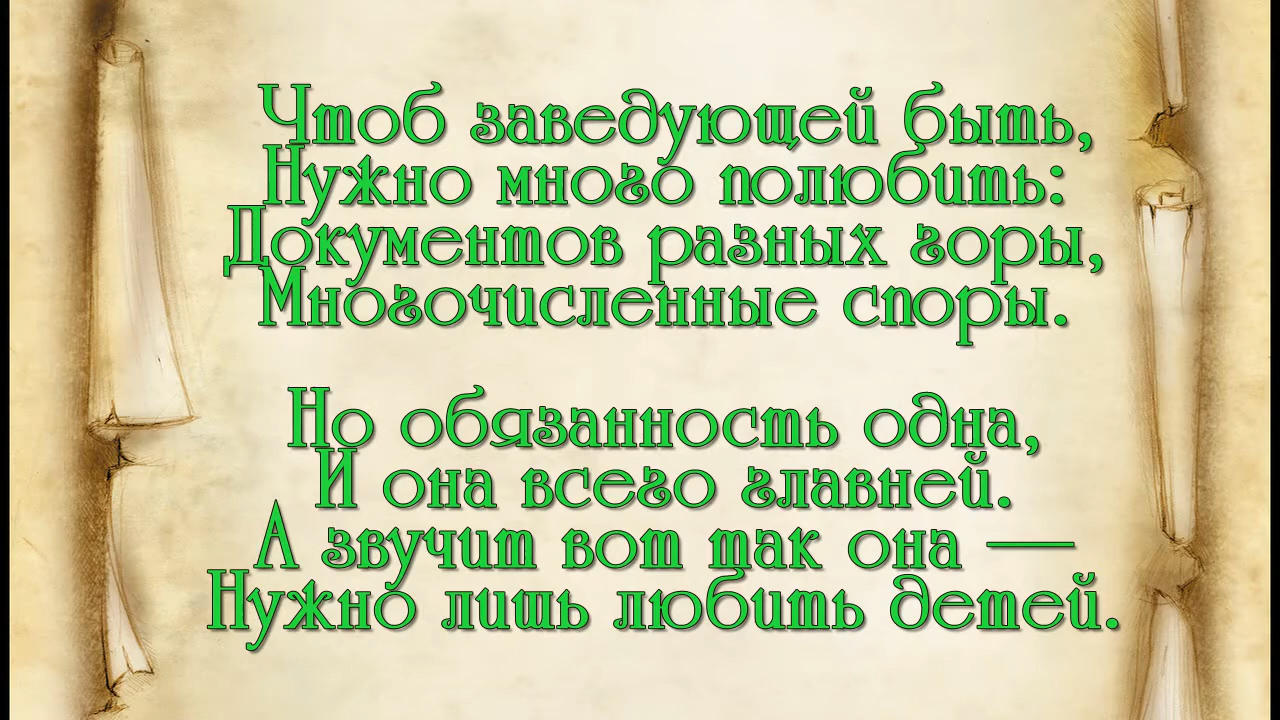 Чтоб заведующей быть,
Нужно много полюбить:
Документов разных горы,
Многочисленные споры.
Но обязанность одна,
И она всего главней.
А звучит вот так она —
Нужно лишь любить детей.